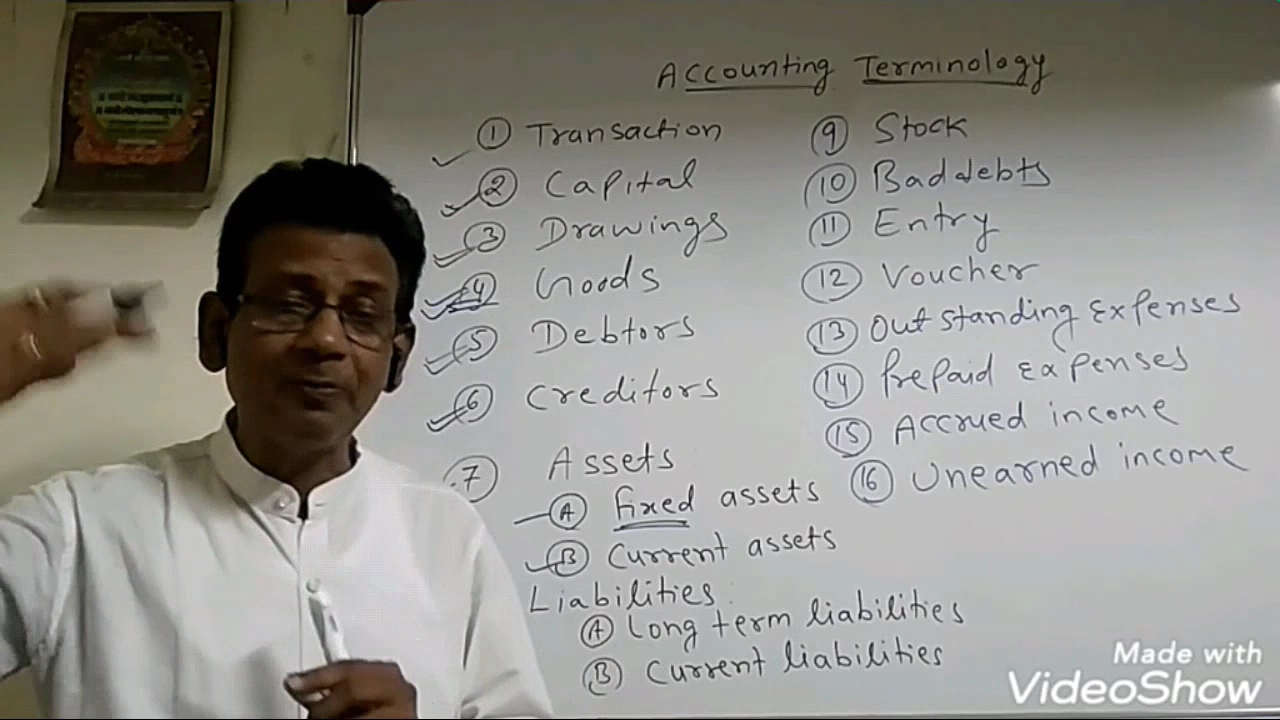 Accounting Terminology
① Transaction
② Capital
③ Drawings
④ Goods
⑤ Debtors
⑥ Creditors
7 Assets
Ⓐ Fixed assets
Ⓑ Current assets
Liabilities
Ⓐ Long term liabilities
Ⓑ Current liabilities
⑨ Stock
⑩ Bad debts
⑪ Entry
⑫ Voucher
⑬ Outstanding Expenses
⑭ Prepaid Expenses
⑮ Accrued income
⑯ Unearned income
Made with
VideoShow